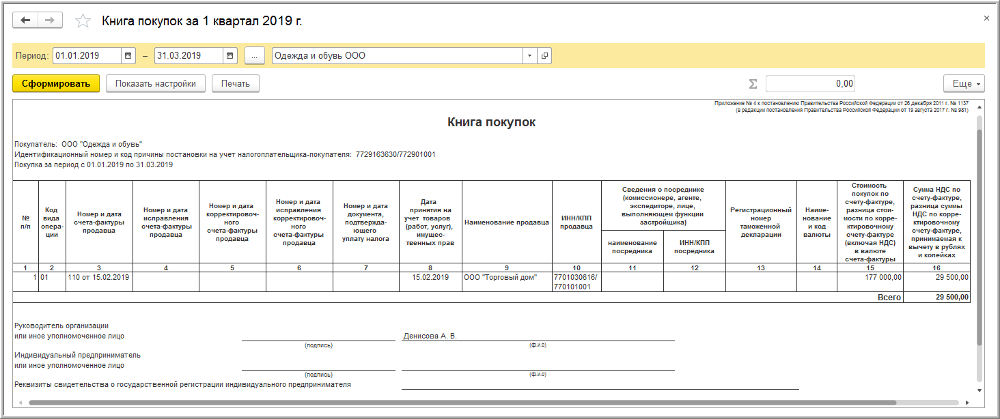 Книга покупок за 1 квартал 2019 г.
Период: 01.01.2019 – 31.03.2019 ... Одежда и обувь ООО
Сформировать Показать настройки Печать Σ 0,00 Еще
Приложение № 4 к постановлению Правительства Российской Федерации от 26 декабря 2011 г. № 1137
(в редакции постановления Правительства Российской Федерации от 19 августа 2017 г. № 981)
Книга покупок
Покупатель: ООО "Одежда и обувь"
Идентификационный номер и код причины постановки на учет налогоплательщика-покупателя: 7729163630/772901001
Покупка за период с 01.01.2019 по 31.03.2019
№
п/п
Код
вида
опера-
ции
Номер и дата
счета-фактуры
продавца
Номер и дата
исправления
счета-фактуры
продавца
Номер и дата
корректировоч-
ного
счета-фактуры
продавца
Номер и дата
исправления
корректировоч-
ного
счета-фактуры
продавца
Номер и дата
документа,
подтвержда-
ющего
уплату налога
Дата
принятия на
учет товаров
(работ, услуг),
имущес-
твенных прав
Наименование продавца
ИНН/КПП
продавца
Сведения о посреднике
(комиссионере, агенте,
экспедиторе, лице,
выполняющем функции
застройщика)
наименование
посредника
ИНН/КПП
посредника
Регистрационный
номер
таможенной
декларации
Наиме-
нование
и код
валюты
Стоимость
покупок по
счету-фактуре,
разница стои-
мости по корре-
ктировочному
счету-фактуре
(включая НДС)
в валюте
счета-фактуры
Сумма НДС по
счету-фактуре,
разница суммы
НДС по корре-
ктировочному
счету-фактуре,
принимаемая к
вычету в рублях
и копейках
1 2 3 4 5 6 7 8 9 10 11 12 13 14 15 16
1 01 110 от 15.02.2019 15.02.2019 ООО "Торговый дом" 7701030616/ 177 000,00 29 500,00
770101001
Всего 29 500,00
Руководитель организации
или иное уполномоченное лицо Денисова А. В.
(подпись) (ф.и.о)
Индивидуальный предприниматель
или иное уполномоченное лицо
(подпись) (ф.и.о)
Реквизиты свидетельства о государственной регистрации индивидуального предпринимателя